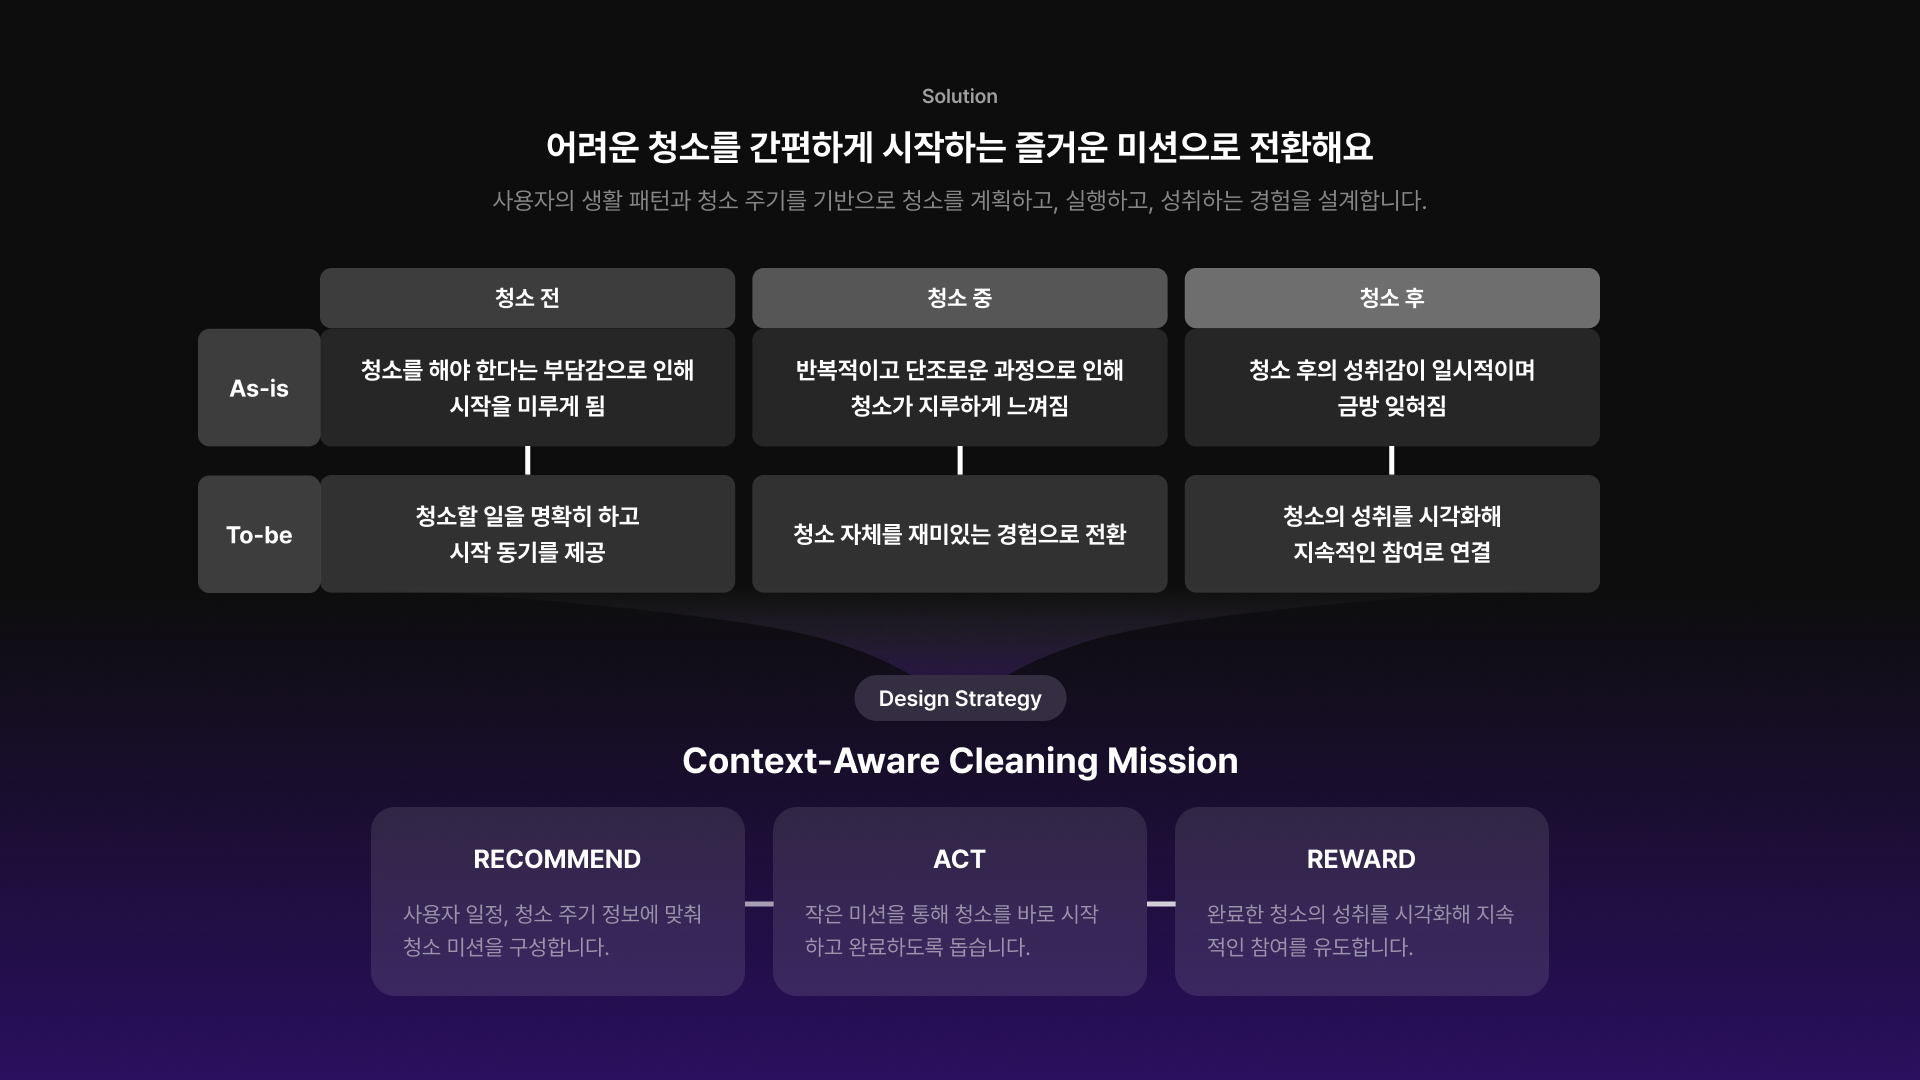 Solution
어려운 청소를 간편하게 시작하는 즐거운 미션으로 전환해요
사용자의 생활 패턴과 청소 주기를 기반으로 청소를 계획하고, 실행하고, 성취하는 경험을 설계합니다.
청소 전
청소 중
청소 후
As-is
청소를 해야 한다는 부담감으로 인해
시작을 미루게 됨
반복적이고 단조로운 과정으로 인해
청소가 지루하게 느껴짐
청소 후의 성취감이 일시적이며
금방 잊혀짐
To-be
청소할 일을 명확히 하고
시작 동기를 제공
청소 자체를 재미있는 경험으로 전환
청소의 성취를 시각화해
지속적인 참여로 연결
Design Strategy
Context-Aware Cleaning Mission
RECOMMEND
사용자 일정, 청소 주기 정보에 맞춰
청소 미션을 구성합니다.
ACT
작은 미션을 통해 청소를 바로 시작
하고 완료하도록 돕습니다.
REWARD
완료한 청소의 성취를 시각화해 지속
적인 참여를 유도합니다.